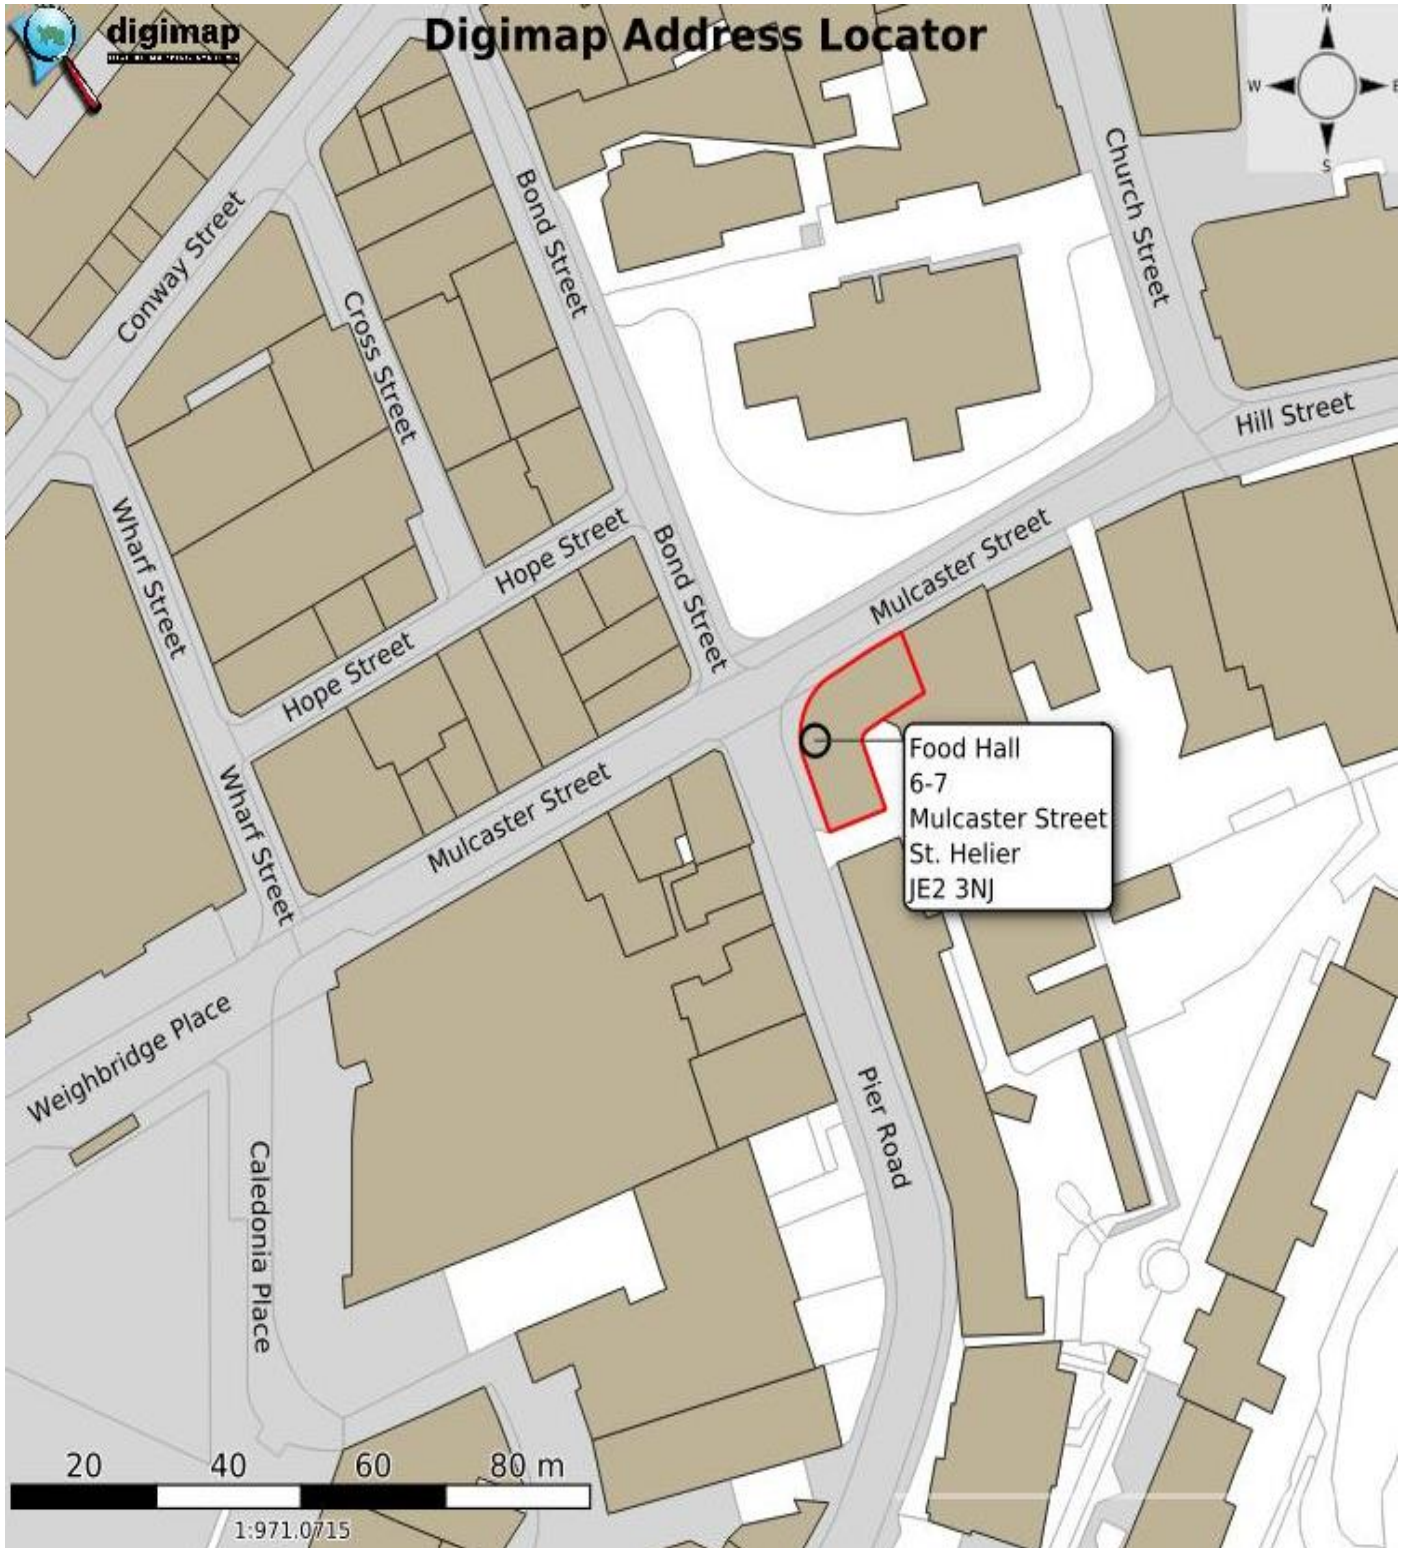 digimap
Digimap Address Locator
N
W
E
S
Church Street
Bond Street
Conway Street
Cross Street
Hill Street
Wharf Street
Hope Street
Bond Street
Mulcaster Street
Hope Street
Wharf Street
Mulcaster Street
Food Hall
6-7
Mulcaster Street
St. Helier
JE2 3NJ
Weighbridge Place
Pier Road
Caledonia Place
20 40 60 80 m
1:971.0715